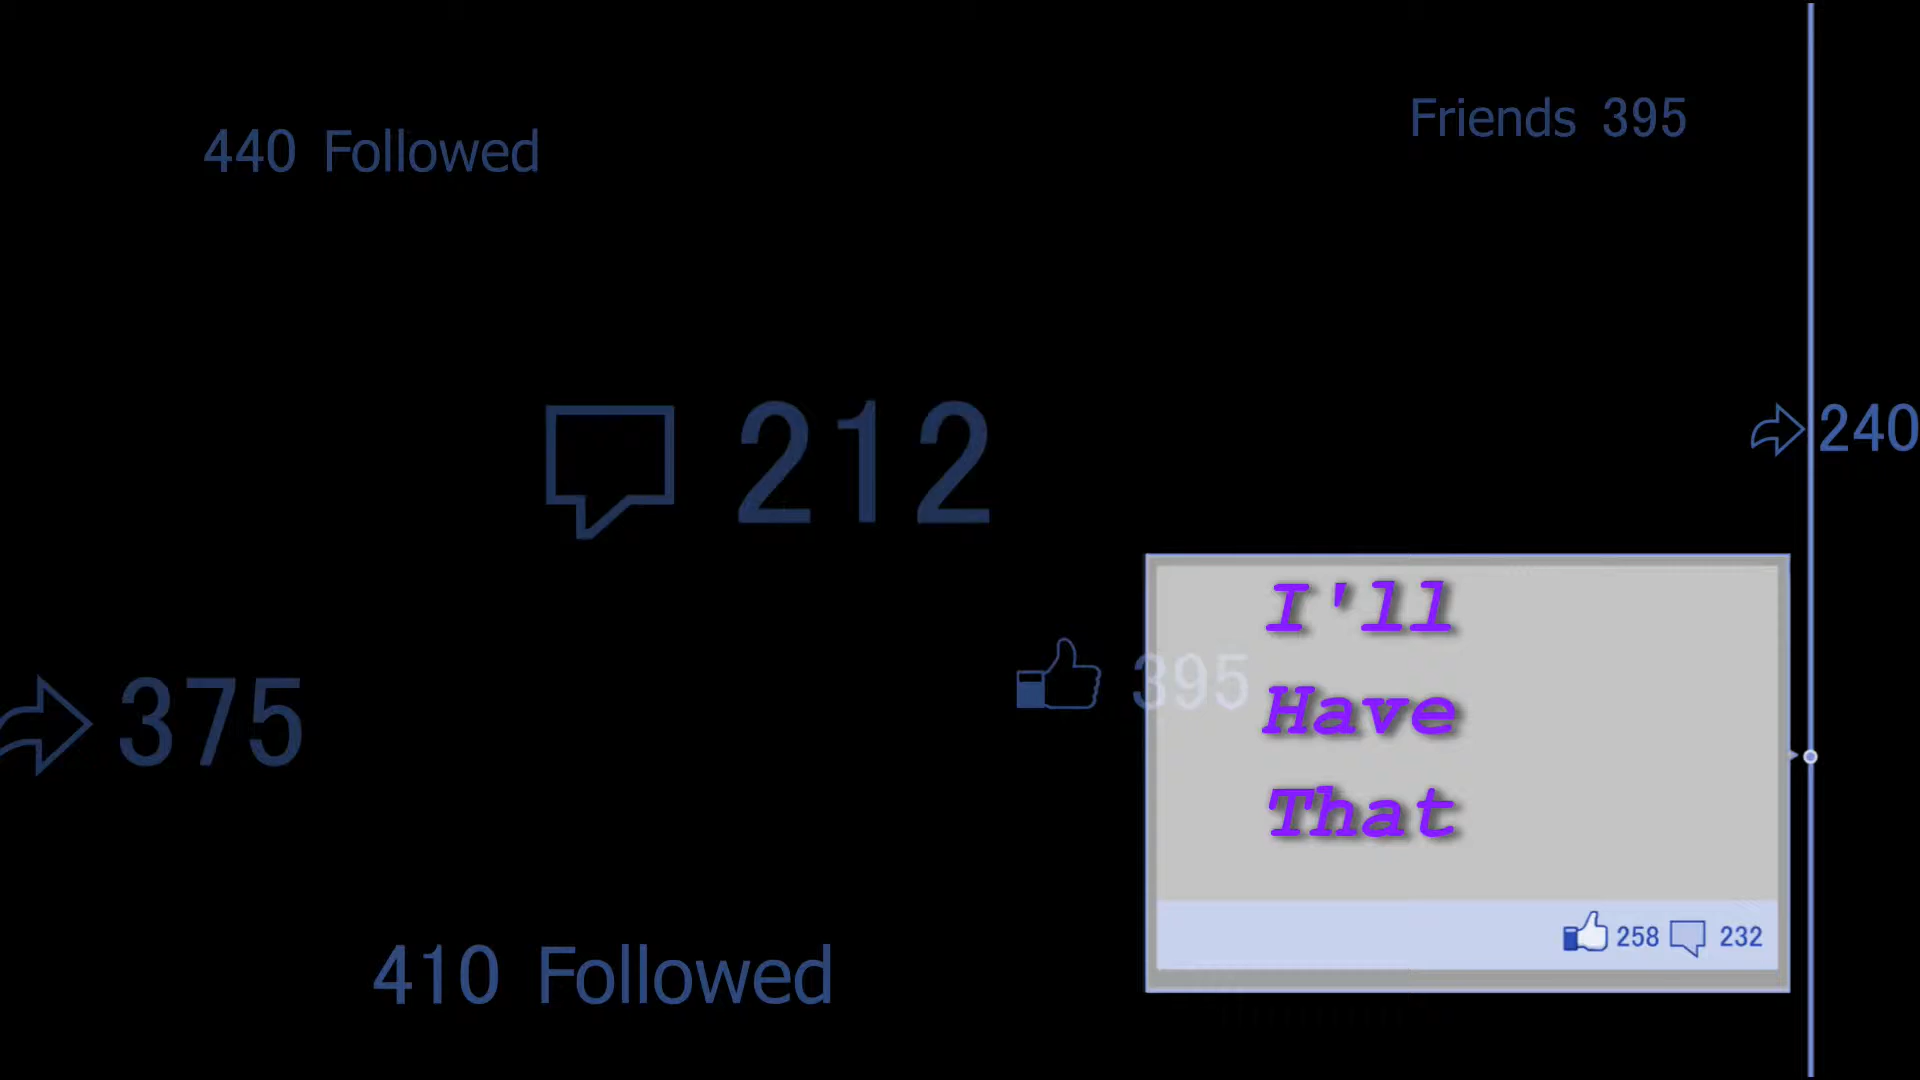 Friends 395
440 Followed
240
212
I'll
395
Have
375
That
258 232
410 Followed